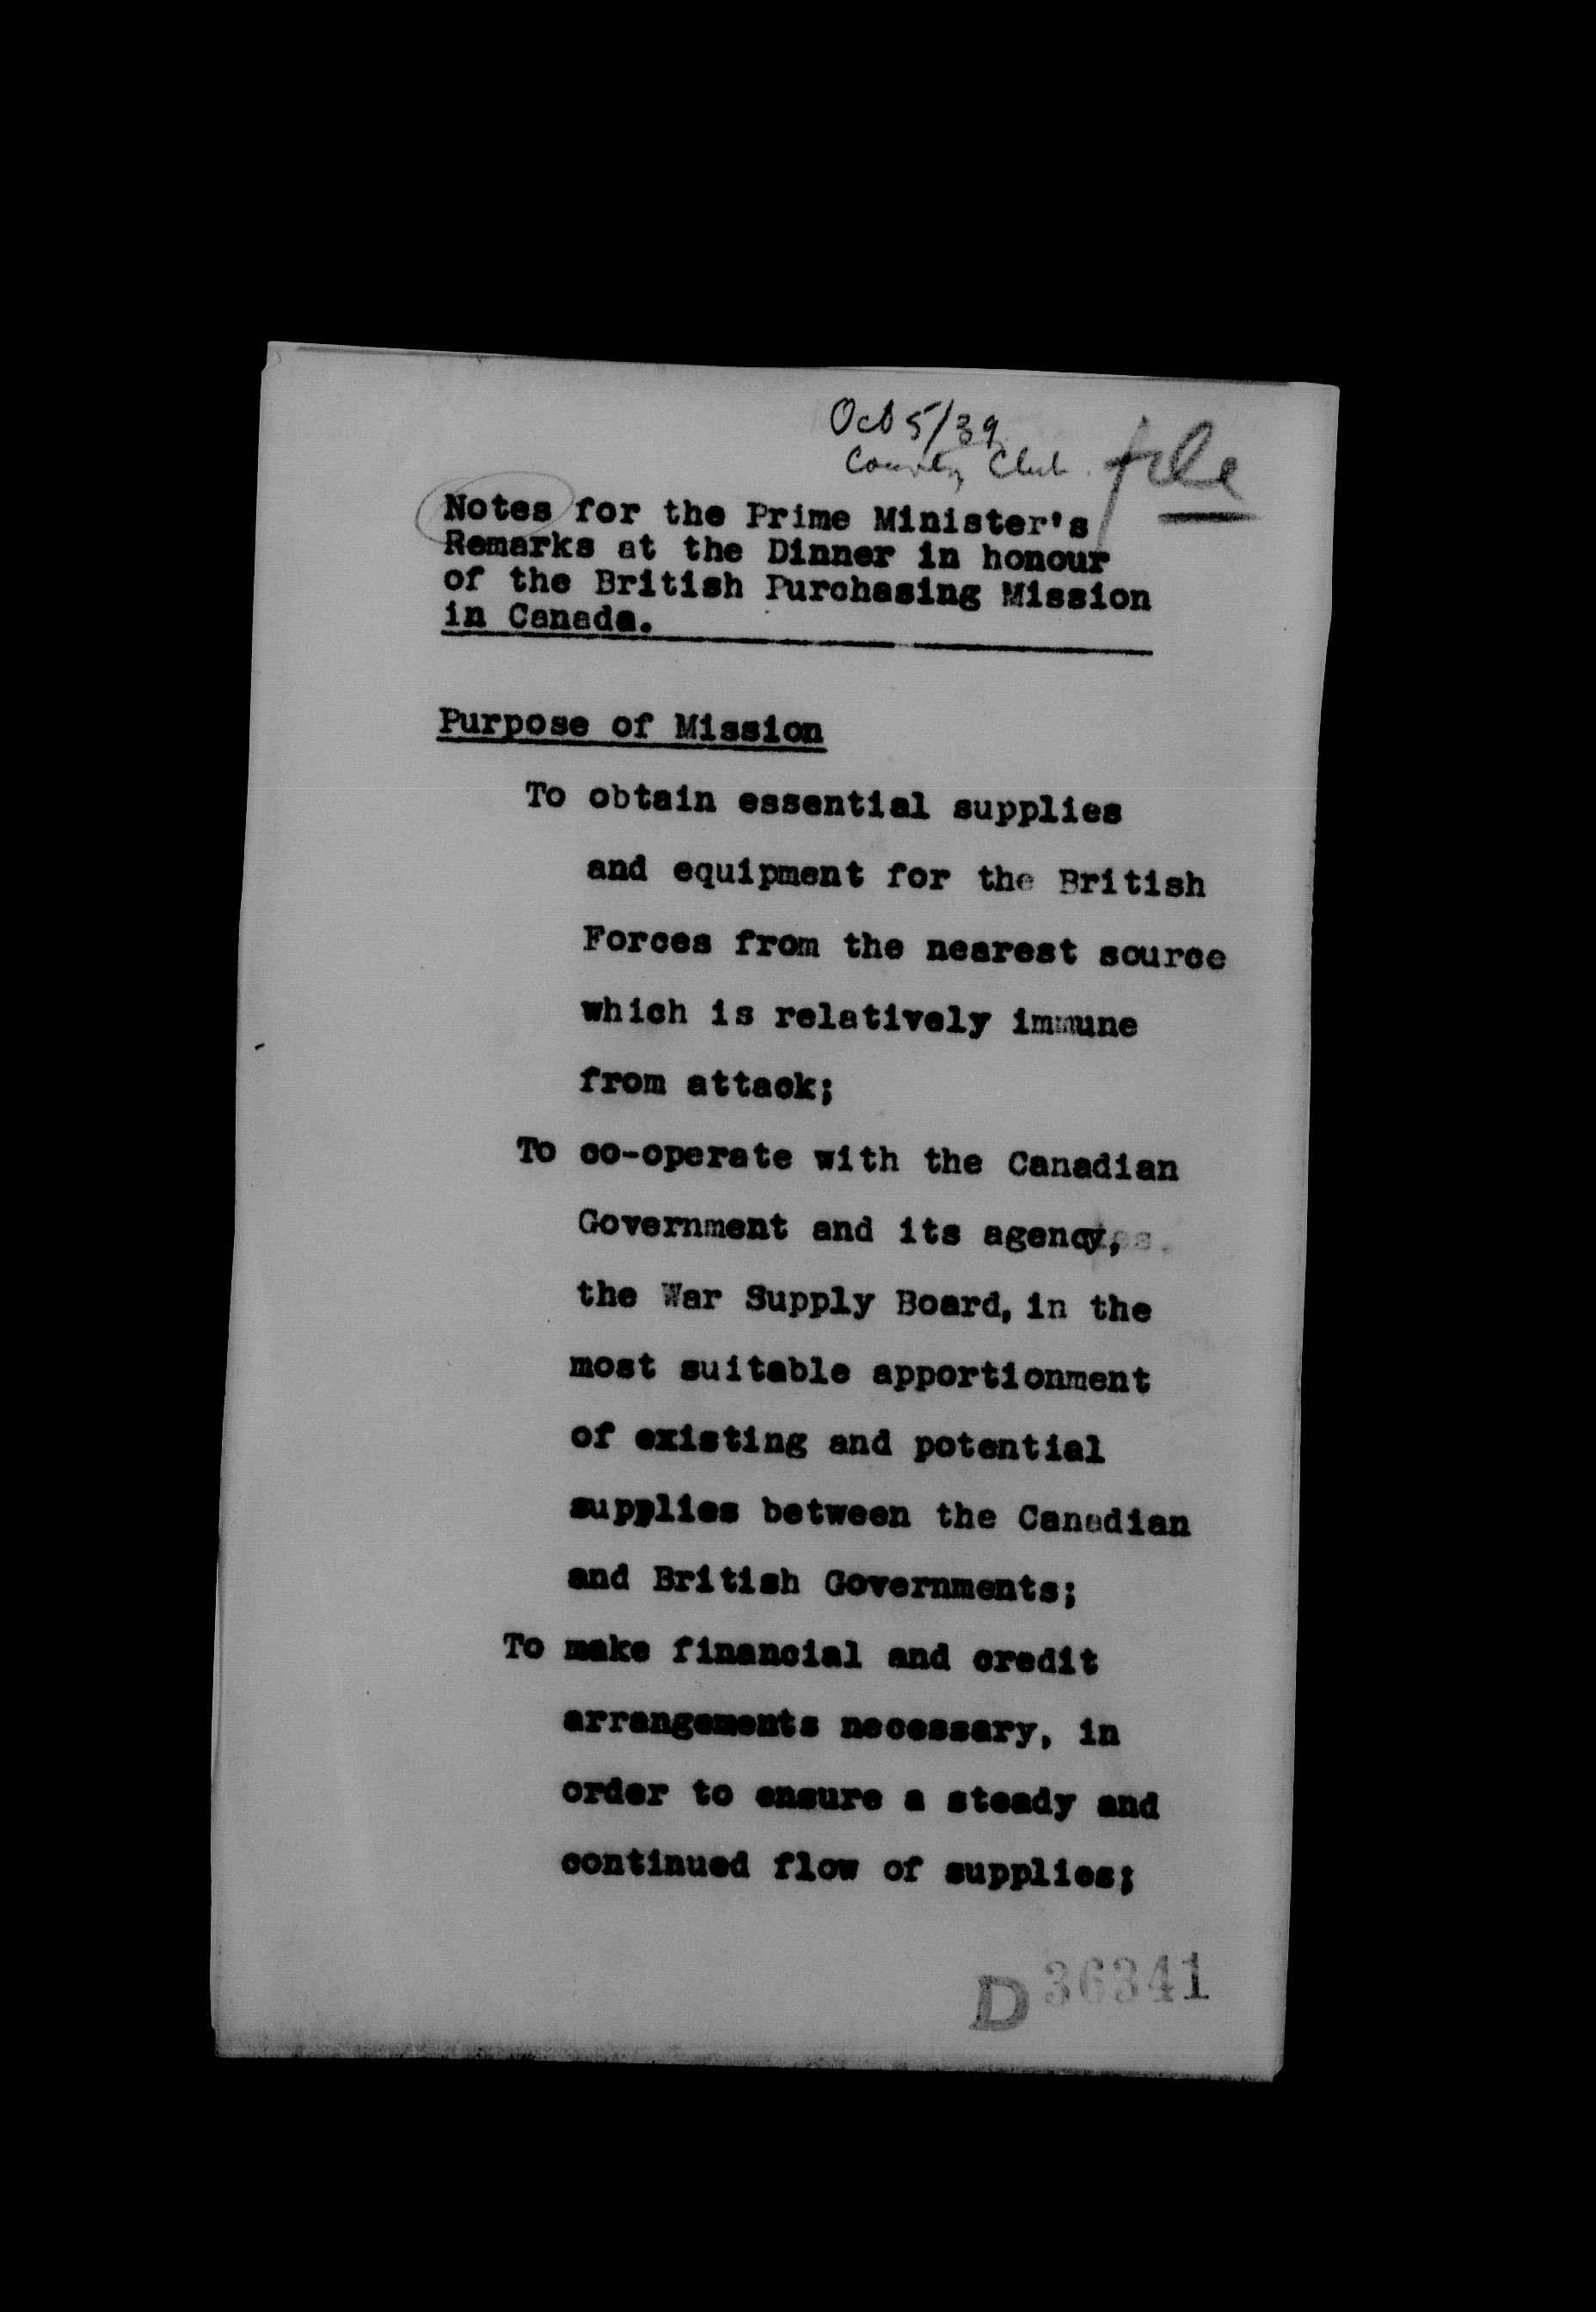 Oct 5/39
Country Club.
file
Notes for the Prime Minister's
Remarks at the Dinner in honour
of the British Purchasing Mission
in Canada.
Purpose of Mission
To obtain essential supplies
and equipment for the British
Forces from the nearest source
which is relatively immune
from attack;
To co-operate with the Canadian
Government and its agency,
the War Supply Board, in the
most suitable apportionment
of existing and potential
supplies between the Canadian
and British Governments;
To make financial and credit
arrangements necessary, in
order to ensure a steady and
continued flow of supplies;
D 36341